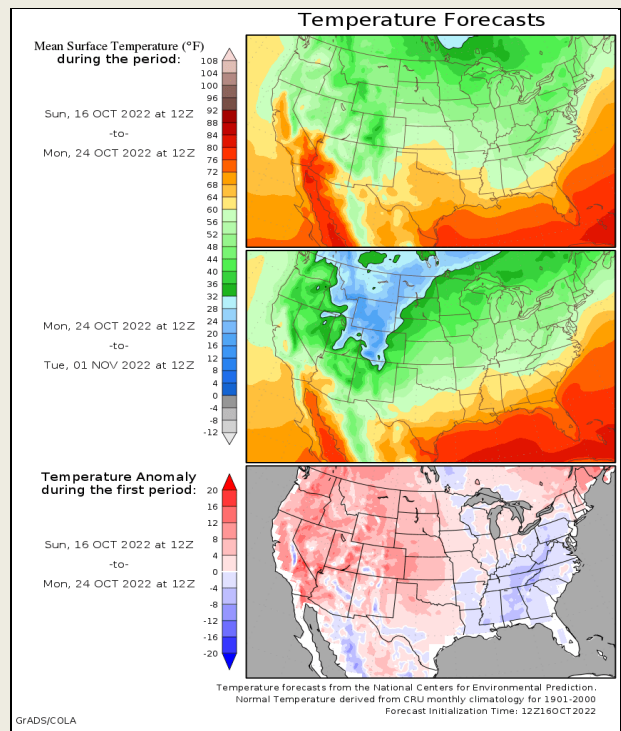 Temperature Forecasts
Mean Surface Temperature (°F)
during the period:
108
104
100
96
92
88
84
80
76
72
68
64
60
56
52
48
44
40
36
32
28
24
20
16
12
8
4
0
-4
-8
-12
Sun, 16 OCT 2022 at 12Z
-to-
Mon, 24 OCT 2022 at 12Z
Mon, 24 OCT 2022 at 12Z
-to-
Tue, 01 NOV 2022 at 12Z
Temperature Anomaly
during the first period:
20
16
12
8
4
0
-4
-8
-12
-16
-20
Sun, 16 OCT 2022 at 12Z
-to-
Mon, 24 OCT 2022 at 12Z
Temperature forecasts from the National Centers for Environmental Prediction.
Normal Temperature derived from CRU monthly climatology for 1901-2000
Forecast Initialization Time: 12Z16OCT2022
GrADS/COLA